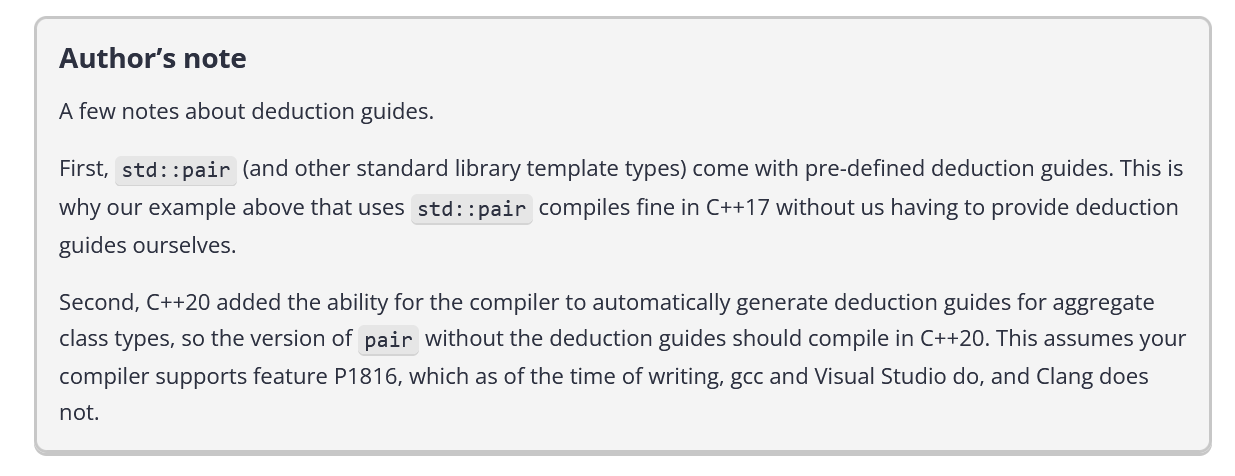 Author’s note
A few notes about deduction guides.
First, std::pair (and other standard library template types) come with pre-defined deduction guides. This is
why our example above that uses std::pair compiles fine in C++17 without us having to provide deduction
guides ourselves.
Second, C++20 added the ability for the compiler to automatically generate deduction guides for aggregate
class types, so the version of pair without the deduction guides should compile in C++20. This assumes your
compiler supports feature P1816, which as of the time of writing, gcc and Visual Studio do, and Clang does
not.